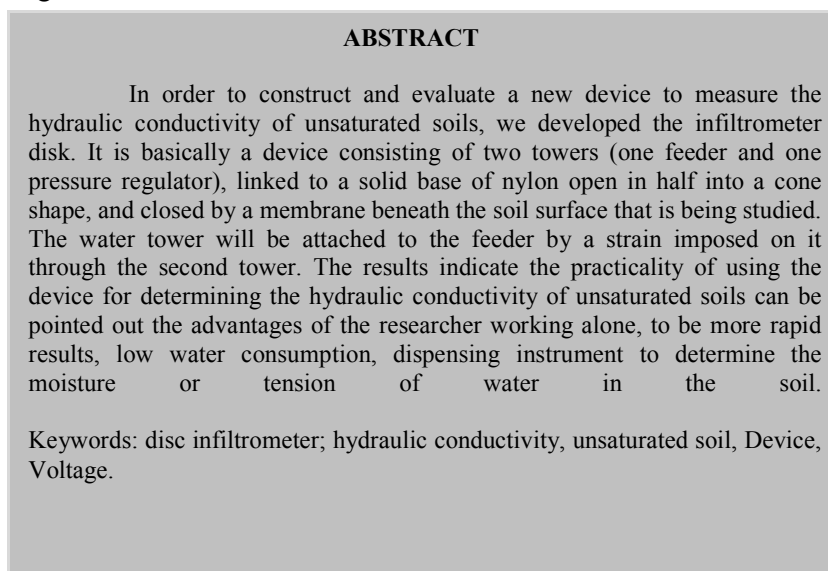 ABSTRACT
In order to construct and evaluate a new device to measure the
hydraulic conductivity of unsaturated soils, we developed the infiltrometer
disk. It is basically a device consisting of two towers (one feeder and one
pressure regulator), linked to a solid base of nylon open in half into a cone
shape, and closed by a membrane beneath the soil surface that is being studied.
The water tower will be attached to the feeder by a strain imposed on it
through the second tower. The results indicate the practicality of using the
device for determining the hydraulic conductivity of unsaturated soils can be
pointed out the advantages of the researcher working alone, to be more rapid
results, low water consumption, dispensing instrument to determine the
moisture or tension of water in the soil.
Keywords: disc infiltrometer; hydraulic conductivity, unsaturated soil, Device,
Voltage.